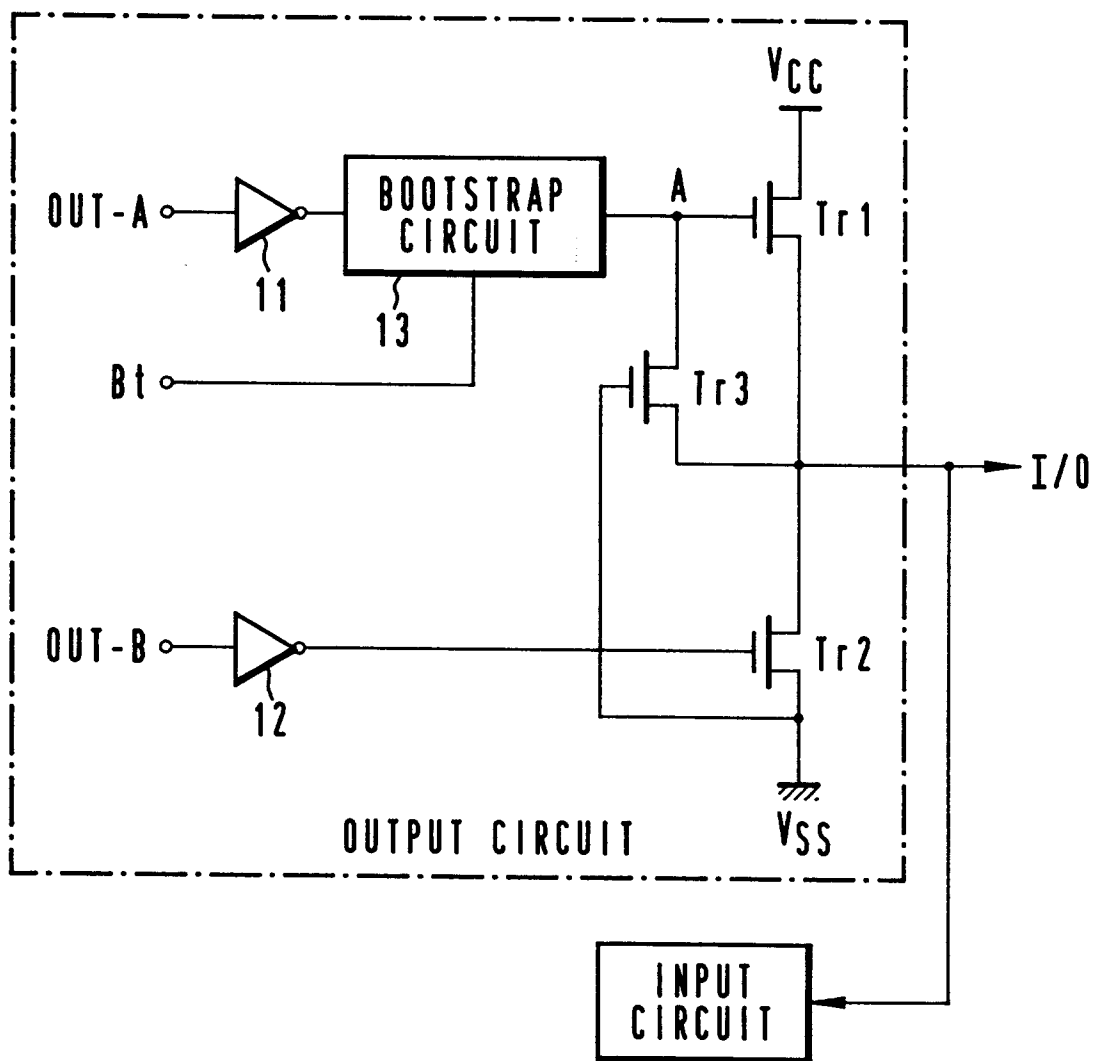 VCC
OUT-A
11
BOOTSTRAP
CIRCUIT
13
A
Tr1
Bt
Tr3
I/O
OUT-B
12
Tr2
VSS
OUTPUT CIRCUIT
INPUT
CIRCUIT